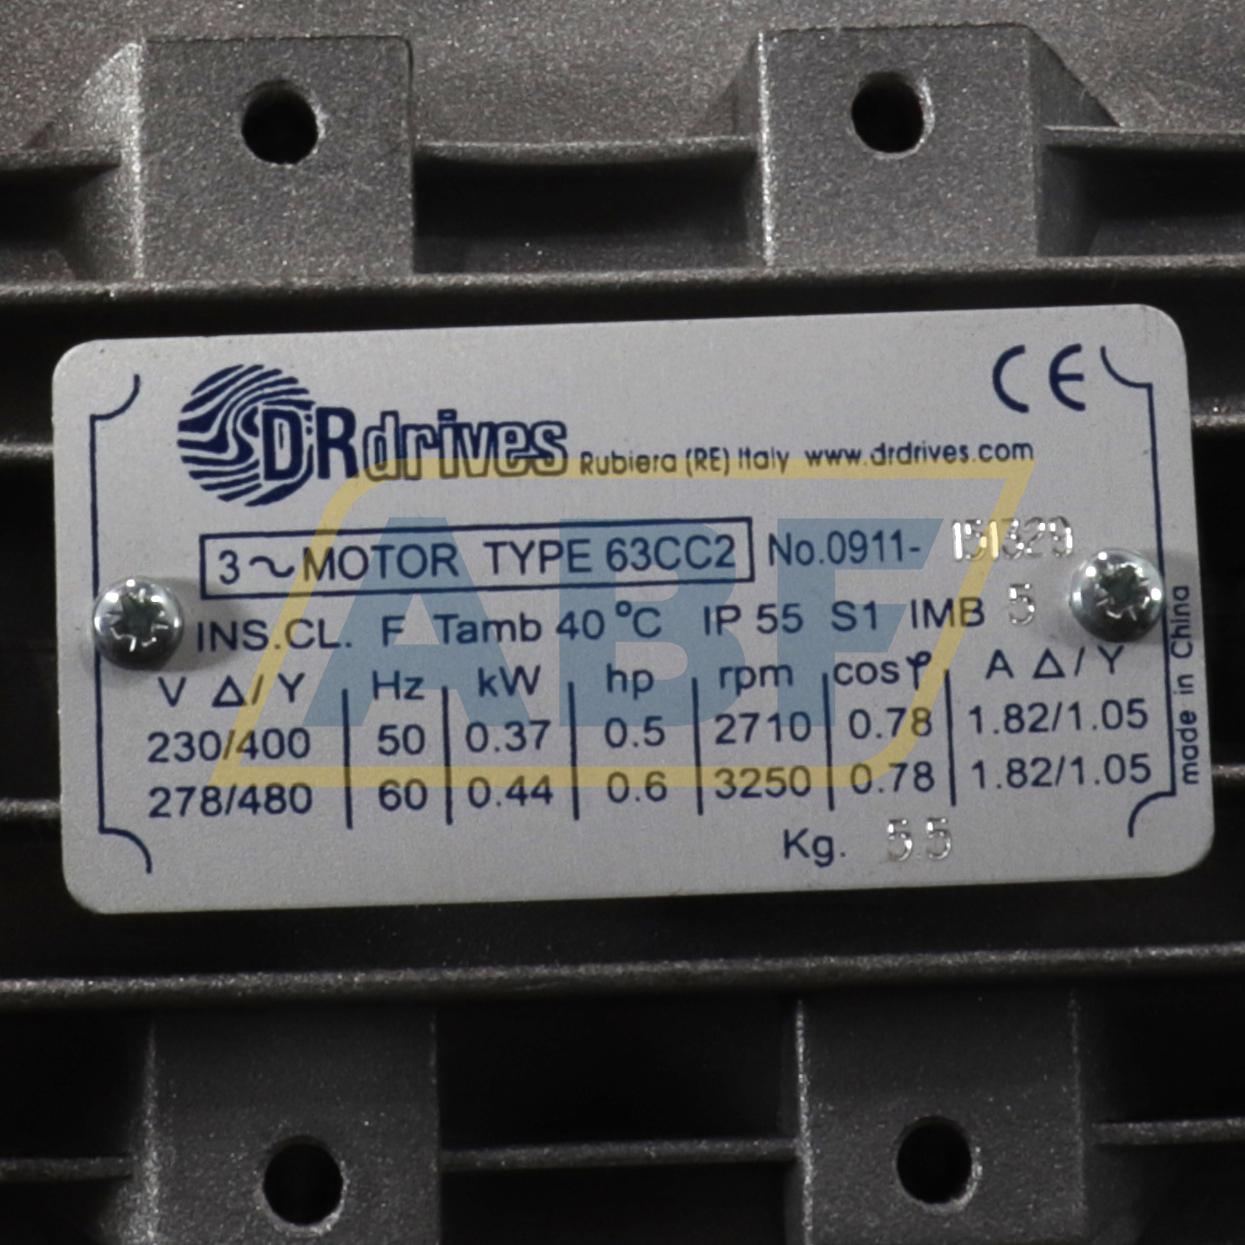 CE
DRdrives Rubiera (RE) Italy www.drdrives.com
3~MOTOR TYPE 63CC2 No.0911- 151329
INS.CL. F Tamb 40 °C IP 55 S1 IMB 5
V Δ/Y Hz kW hp rpm cosφ A Δ/Y
230/400 50 0.37 0.5 2710 0.78 1.82/1.05
278/480 60 0.44 0.6 3250 0.78 1.82/1.05
Kg. 5.5
made in China
ABF